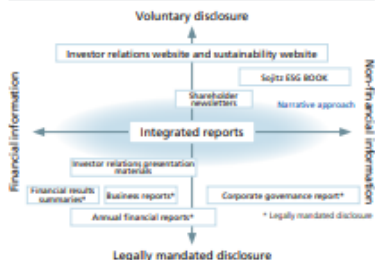 Voluntary disclosure
Investor relations website and sustainability website
Sojitz ESG BOOK
Shareholder
newsletters
Narrative approach
Financial information
Integrated reports
Non-financial information
Investor relations presentation
materials
Financial results
summaries*
Business reports*
Corporate governance report*
Annual financial reports*
* Legally mandated disclosure
Legally mandated disclosure